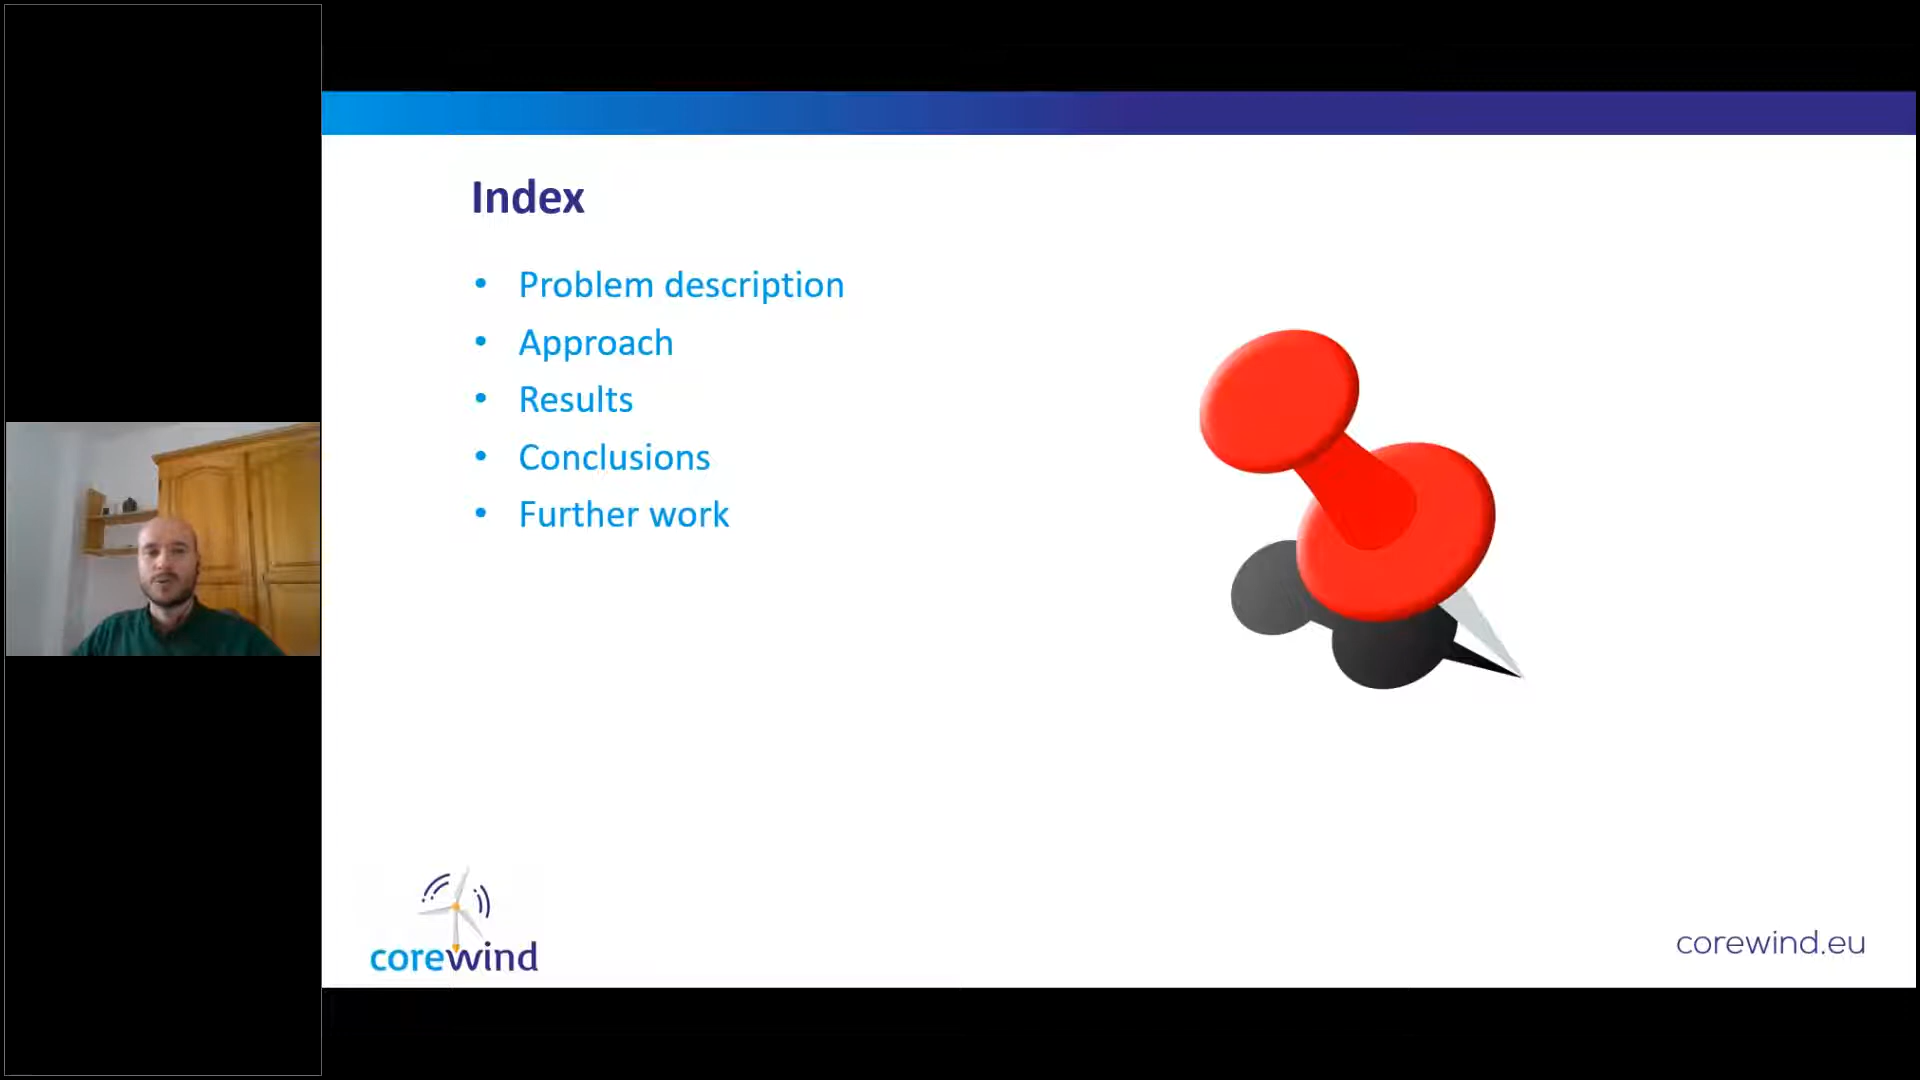 Index
• Problem description
• Approach
• Results
• Conclusions
• Further work
corewind
corewind.eu